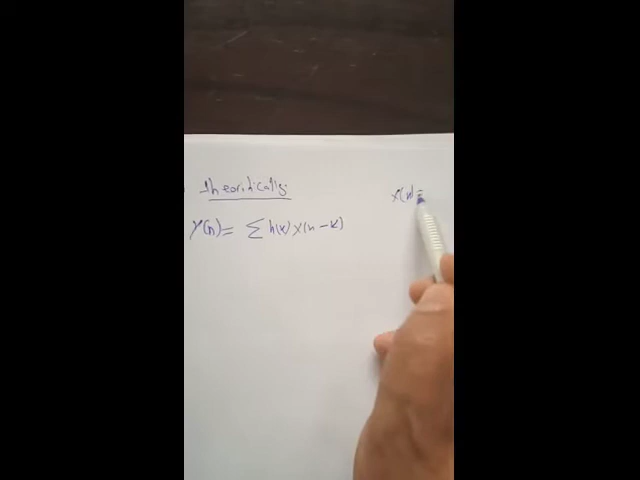 theoritically
x(n)=
y(n)= ∑ h(k) x(n-k)